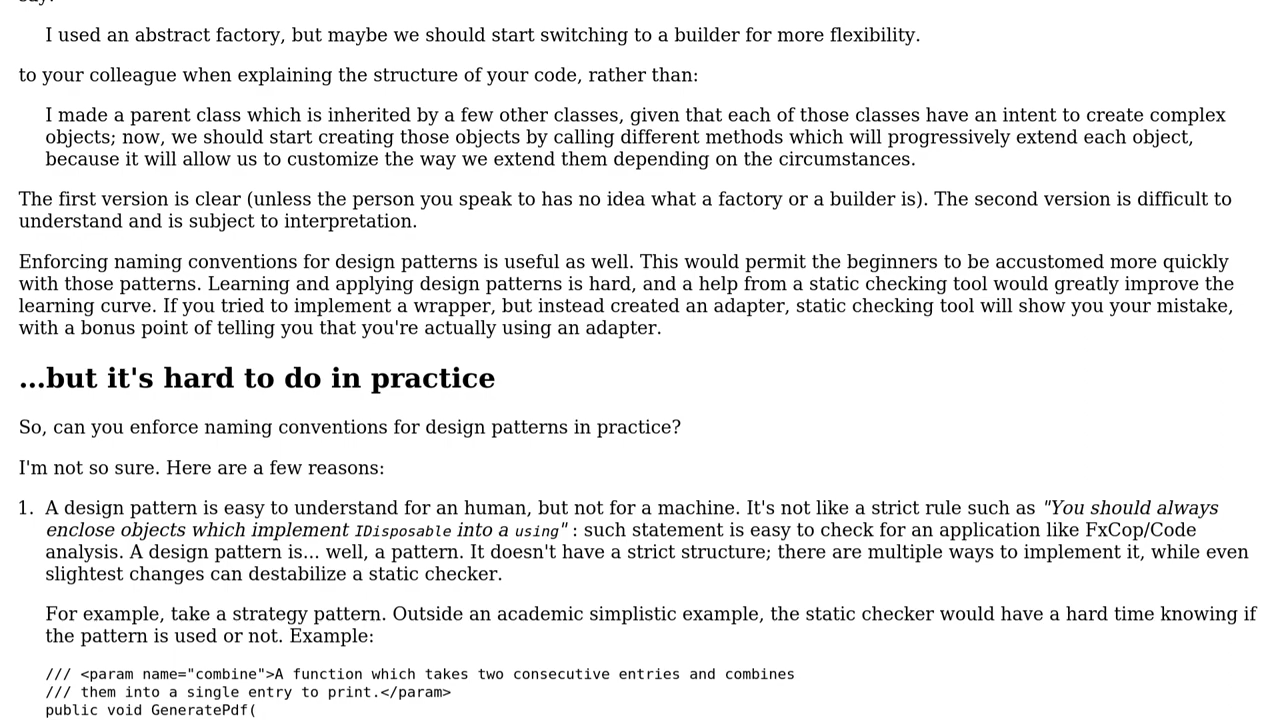 say:
I used an abstract factory, but maybe we should start switching to a builder for more flexibility.
to your colleague when explaining the structure of your code, rather than:
I made a parent class which is inherited by a few other classes, given that each of those classes have an intent to create complex
objects; now, we should start creating those objects by calling different methods which will progressively extend each object,
because it will allow us to customize the way we extend them depending on the circumstances.
The first version is clear (unless the person you speak to has no idea what a factory or a builder is). The second version is difficult to
understand and is subject to interpretation.
Enforcing naming conventions for design patterns is useful as well. This would permit the beginners to be accustomed more quickly
with those patterns. Learning and applying design patterns is hard, and a help from a static checking tool would greatly improve the
learning curve. If you tried to implement a wrapper, but instead created an adapter, static checking tool will show you your mistake,
with a bonus point of telling you that you're actually using an adapter.
...but it's hard to do in practice
So, can you enforce naming conventions for design patterns in practice?
I'm not so sure. Here are a few reasons:
1. A design pattern is easy to understand for an human, but not for a machine. It's not like a strict rule such as "You should always
enclose objects which implement IDisposable into a using": such statement is easy to check for an application like FxCop/Code
analysis. A design pattern is... well, a pattern. It doesn't have a strict structure; there are multiple ways to implement it, while even
slightest changes can destabilize a static checker.
For example, take a strategy pattern. Outside an academic simplistic example, the static checker would have a hard time knowing if
the pattern is used or not. Example:
/// <param name="combine">A function which takes two consecutive entries and combines
/// them into a single entry to print.</param>
public void GeneratePdf(